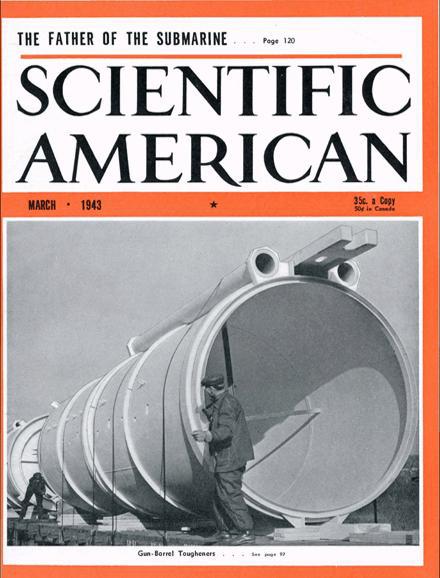 THE FATHER OF THE SUBMARINE . . . Page 120
SCIENTIFIC
AMERICAN
MARCH • 1943 ★ 35c. a Copy
50¢ in Canada
Gun-Barrel Tougheners . . . See page 97